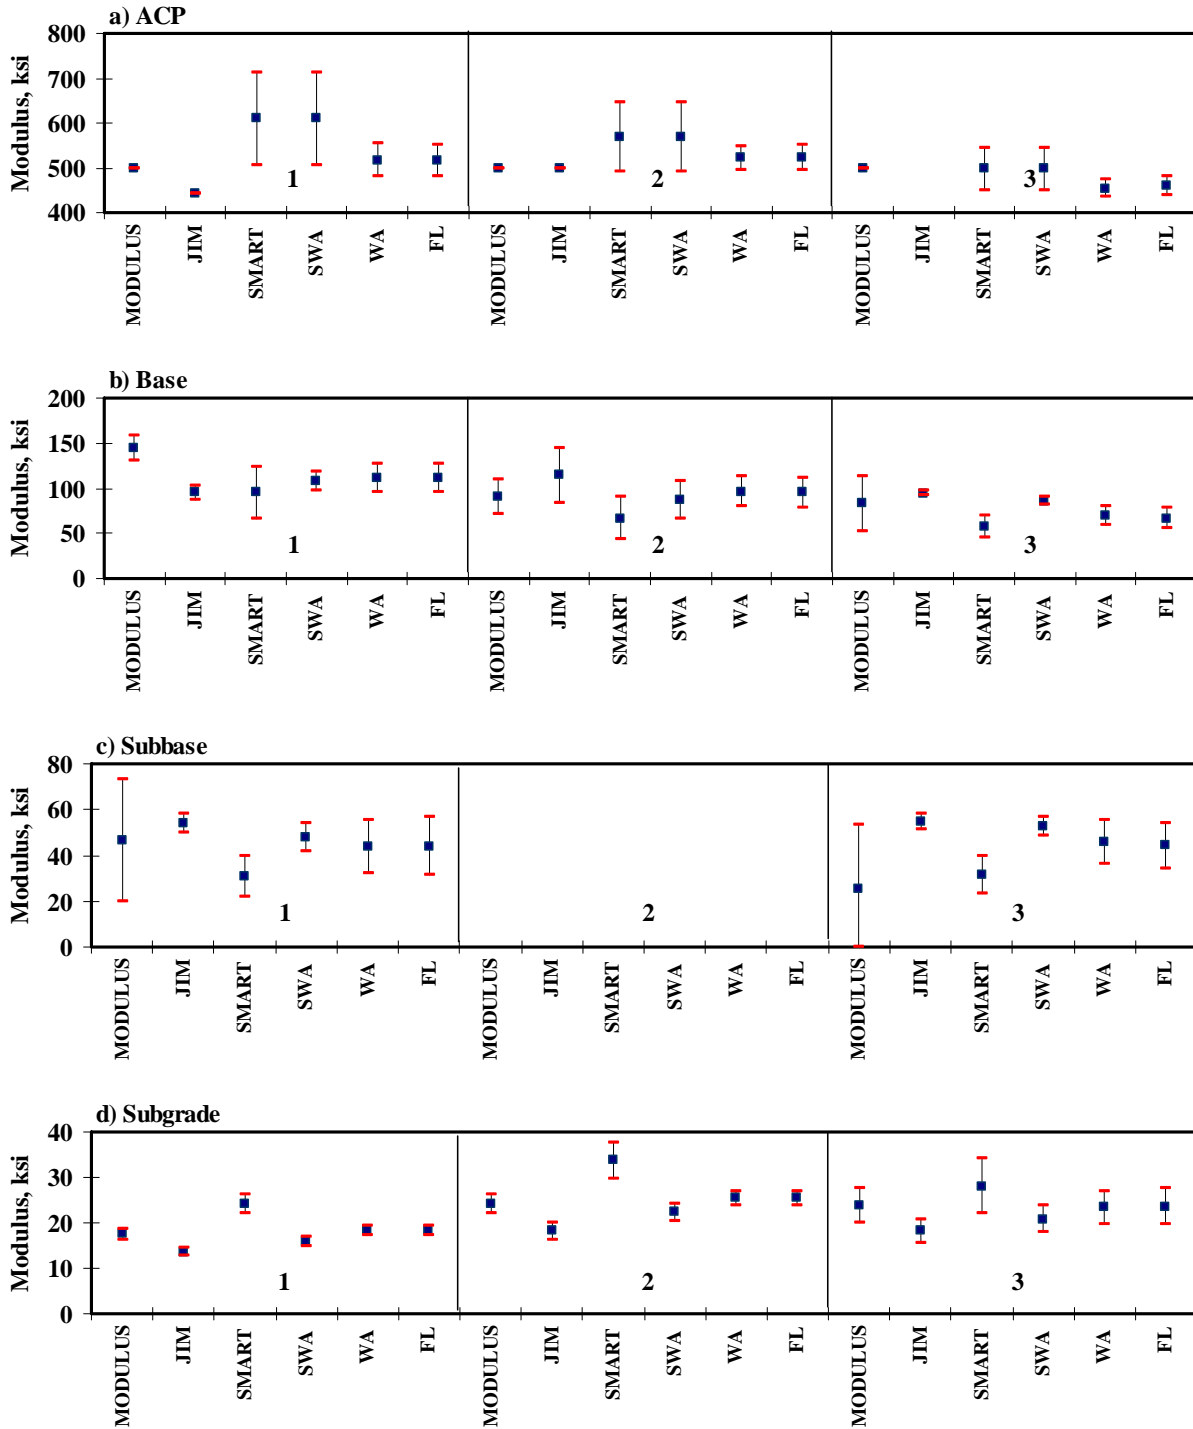 a) ACP
Modulus, ksi
800
700
600
500
400
1
2
3
MODULUS JIM SMART SWA WA FL MODULUS JIM SMART SWA WA FL MODULUS JIM SMART SWA WA FL
b) Base
Modulus, ksi
200
150
100
50
0
1
2
3
MODULUS JIM SMART SWA WA FL MODULUS JIM SMART SWA WA FL MODULUS JIM SMART SWA WA FL
c) Subbase
Modulus, ksi
80
60
40
20
0
1
2
3
MODULUS JIM SMART SWA WA FL MODULUS JIM SMART SWA WA FL MODULUS JIM SMART SWA WA FL
d) Subgrade
Modulus, ksi
40
30
20
10
0
1
2
3
MODULUS JIM SMART SWA WA FL MODULUS JIM SMART SWA WA FL MODULUS JIM SMART SWA WA FL